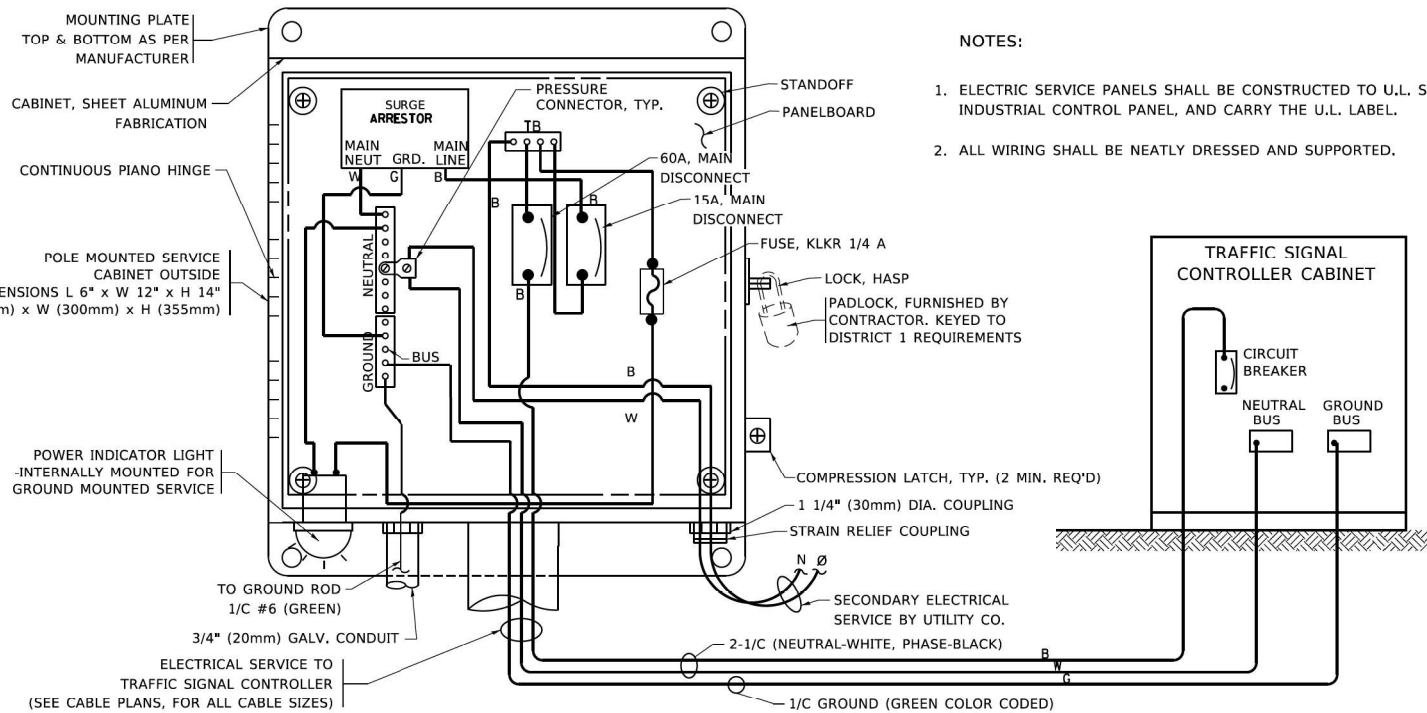 MOUNTING PLATE
TOP & BOTTOM AS PER
MANUFACTURER
CABINET, SHEET ALUMINUM
FABRICATION
CONTINUOUS PIANO HINGE
POLE MOUNTED SERVICE
CABINET OUTSIDE
ENSIONS L 6" x W 12" x H 14"
m) x W (300mm) x H (355mm)
POWER INDICATOR LIGHT
-INTERNALLY MOUNTED FOR
GROUND MOUNTED SERVICE
TO GROUND ROD
1/C #6 (GREEN)
3/4" (20mm) GALV. CONDUIT
ELECTRICAL SERVICE TO
TRAFFIC SIGNAL CONTROLLER
(SEE CABLE PLANS, FOR ALL CABLE SIZES)
SURGE
ARRESTOR
MAIN
NEUT
GRD.
MAIN
LINE
W
G
B
PRESSURE
CONNECTOR, TYP.
TB
B
B
B
NEUTRAL
GROUND
BUS
B
W
STANDOFF
PANELBOARD
60A, MAIN
DISCONNECT
15A, MAIN
DISCONNECT
FUSE, KLKR 1/4 A
LOCK, HASP
PADLOCK, FURNISHED BY
CONTRACTOR. KEYED TO
DISTRICT 1 REQUIREMENTS
COMPRESSION LATCH, TYP. (2 MIN. REQ'D)
1 1/4" (30mm) DIA. COUPLING
STRAIN RELIEF COUPLING
N Ø
SECONDARY ELECTRICAL
SERVICE BY UTILITY CO.
2-1/C (NEUTRAL-WHITE, PHASE-BLACK)
B
W
G
1/C GROUND (GREEN COLOR CODED)
NOTES:
1. ELECTRIC SERVICE PANELS SHALL BE CONSTRUCTED TO U.L. S
INDUSTRIAL CONTROL PANEL, AND CARRY THE U.L. LABEL.
2. ALL WIRING SHALL BE NEATLY DRESSED AND SUPPORTED.
TRAFFIC SIGNAL
CONTROLLER CABINET
CIRCUIT
BREAKER
NEUTRAL
BUS
GROUND
BUS